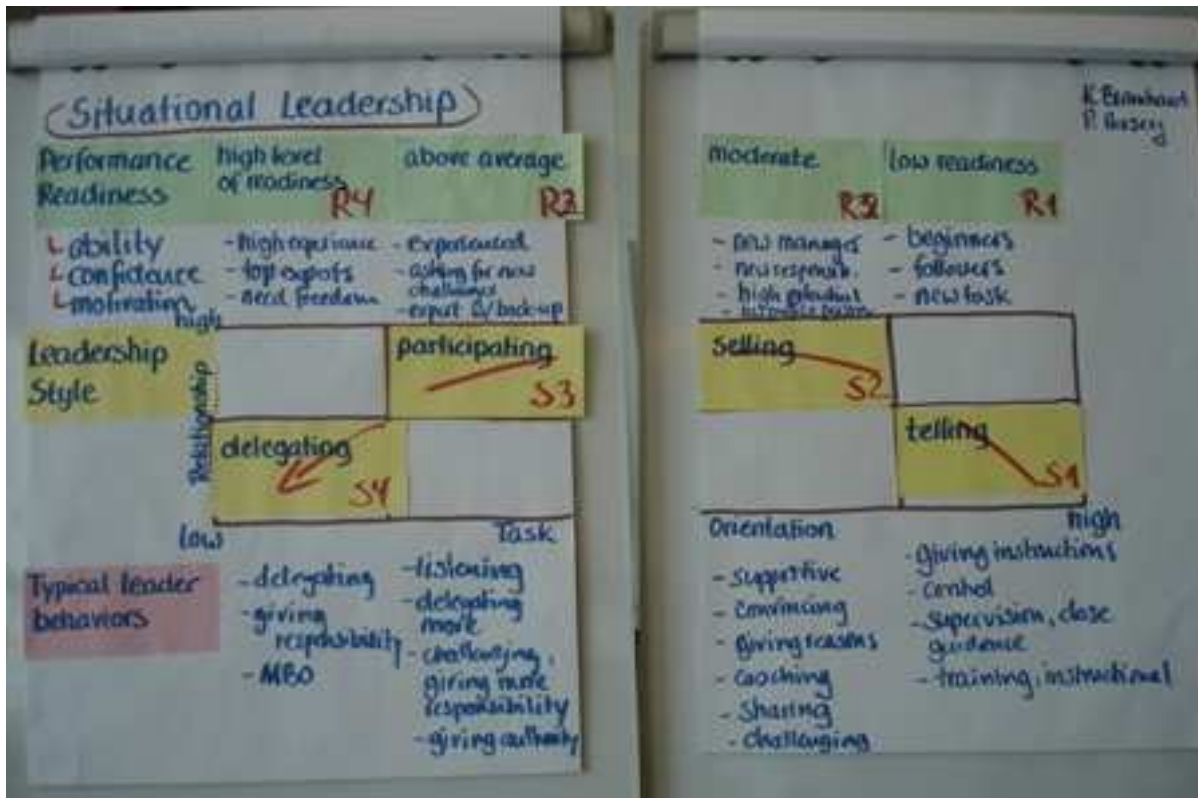 Situational Leadership
Performance
Readiness
high level
of readiness
R4
above average
R3
moderate
R2
low readiness
R1
ability
confidence
motivation
- high experience
- top experts
- need freedom
- experienced
- asking for new
challenges
- expert /back-up
- new manager
- new responsib.
- high potential
- beginners
- followers
- new task
high
Leadership
Style
Relationship
participating
S3
selling
S2
delegating
S4
telling
S1
low
Task
Orientation
high
Typical leader
behaviors
- delegating
- giving
responsibility
- MBO
- listening
- delegating
more
- challenging,
giving more
responsibility
- giving authority
- supportive
- convincing
- giving reasons
- coaching
- sharing
- challenging
- giving instructions
- control
- supervision, close
guidance
- training, instructional